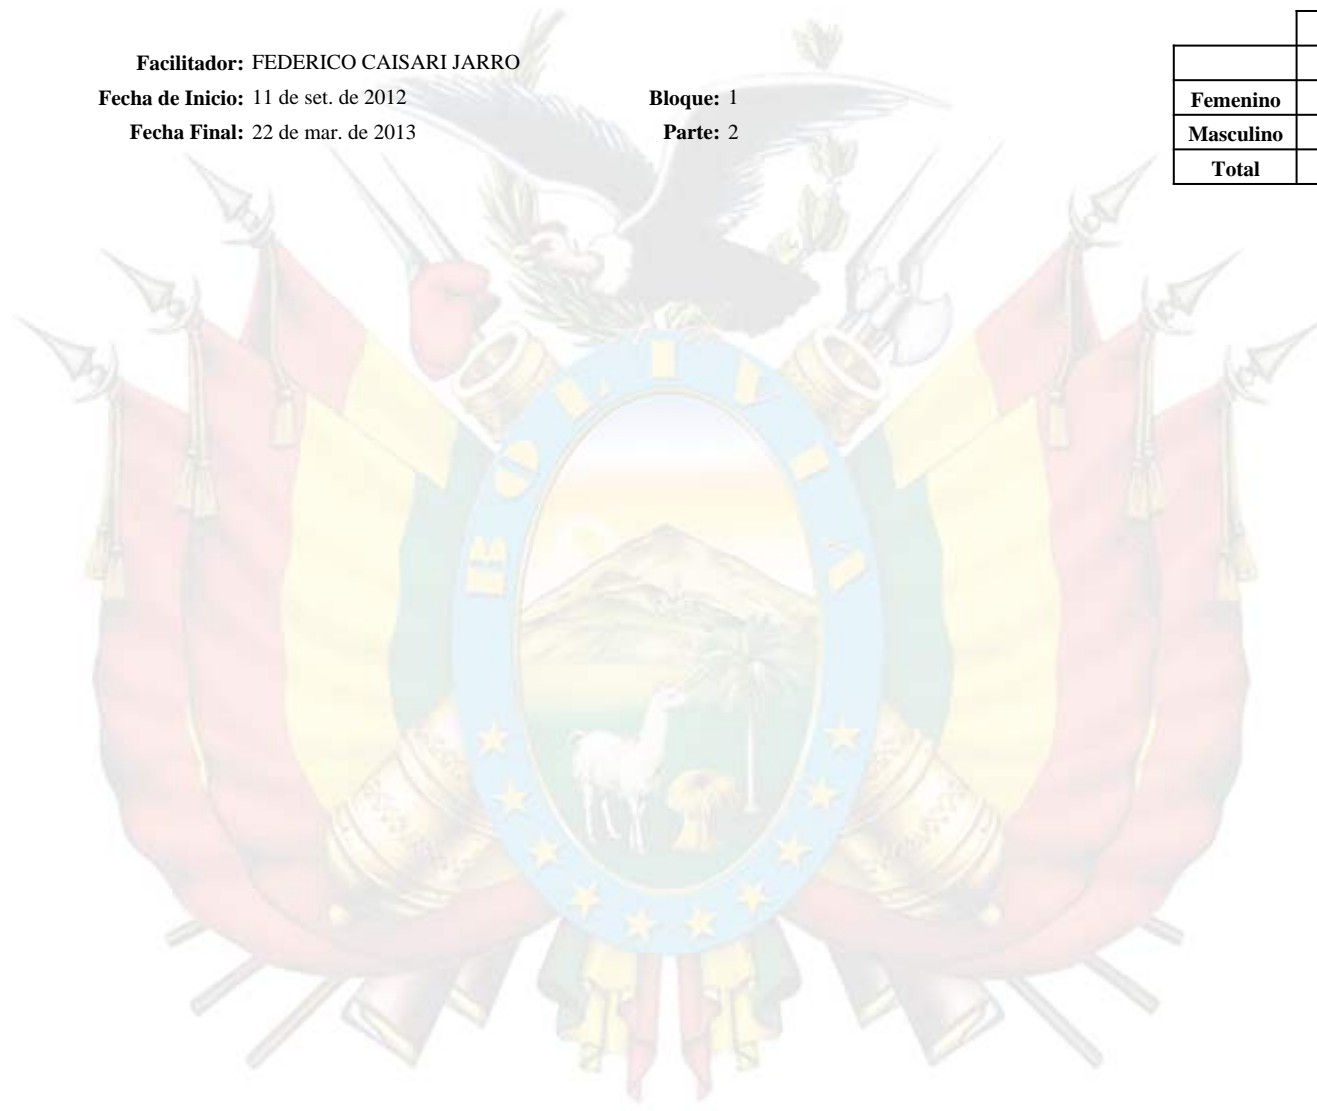 Facilitador: FEDERICO CAISARI JARRO
Fecha de Inicio: 11 de set. de 2012 Bloque: 1
Fecha Final: 22 de mar. de 2013 Parte: 2
Femenino
Masculino
Total
BOLIVIA